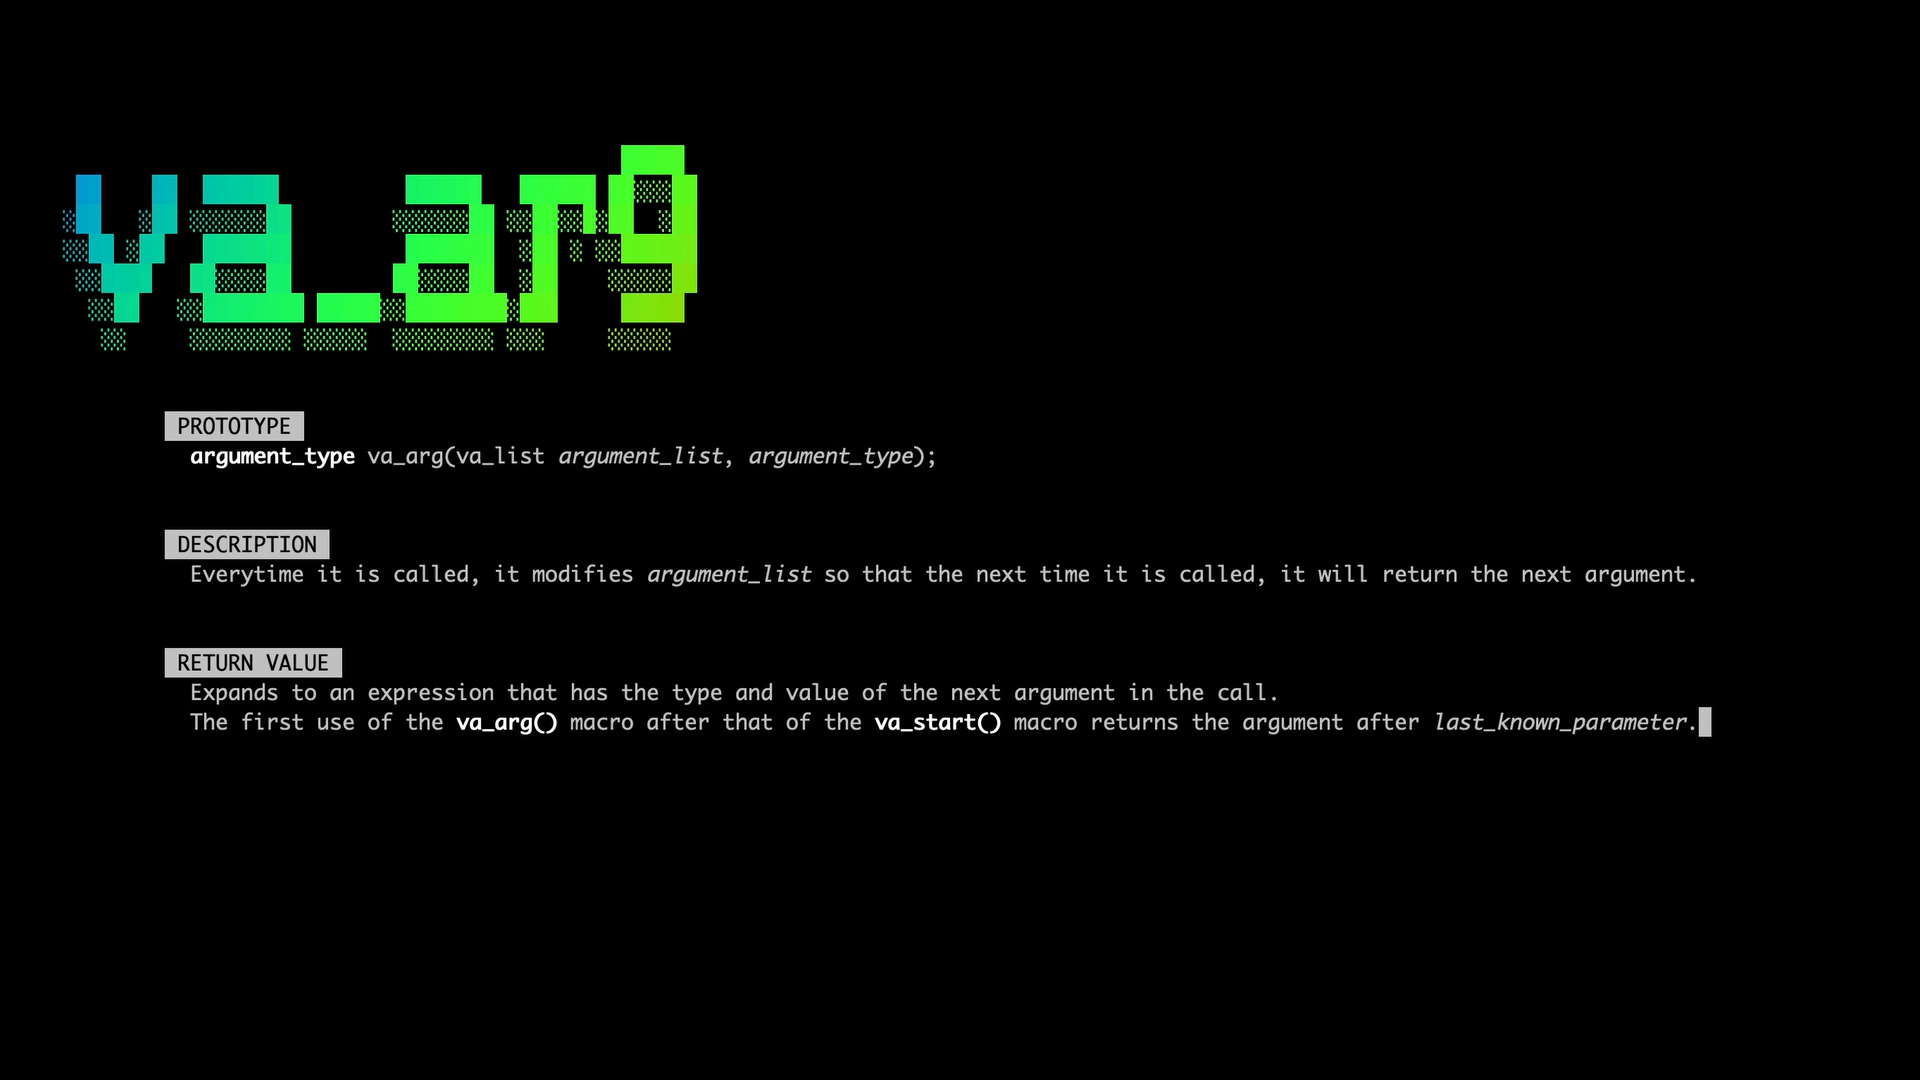 va_arg
PROTOTYPE
argument_type va_arg(va_list argument_list, argument_type);
DESCRIPTION
Everytime it is called, it modifies argument_list so that the next time it is called, it will return the next argument.
RETURN VALUE
Expands to an expression that has the type and value of the next argument in the call.
The first use of the va_arg() macro after that of the va_start() macro returns the argument after last_known_parameter.